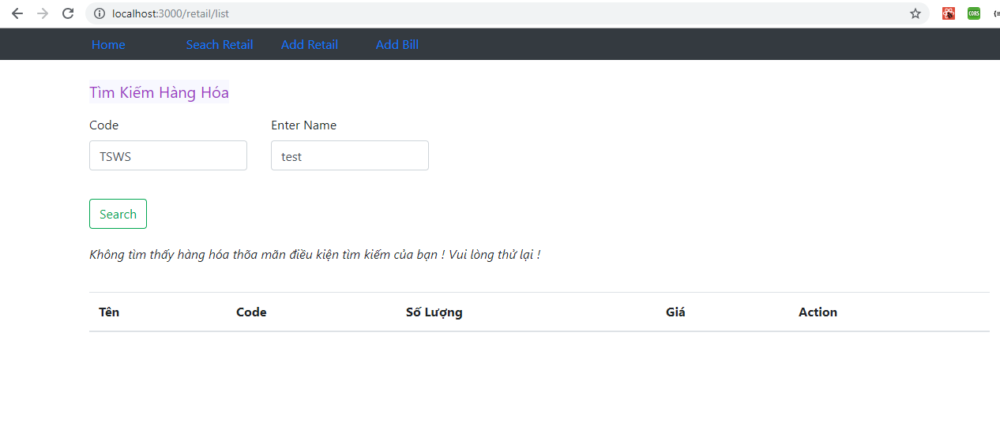 localhost:3000/retail/list
CORS
Home Seach Retail Add Retail Add Bill
Tìm Kiếm Hàng Hóa
Code Enter Name
TSWS test
Search
Không tìm thấy hàng hóa thõa mãn điều kiện tìm kiếm của bạn ! Vui lòng thử lại !
Tên Code Số Lượng Giá Action